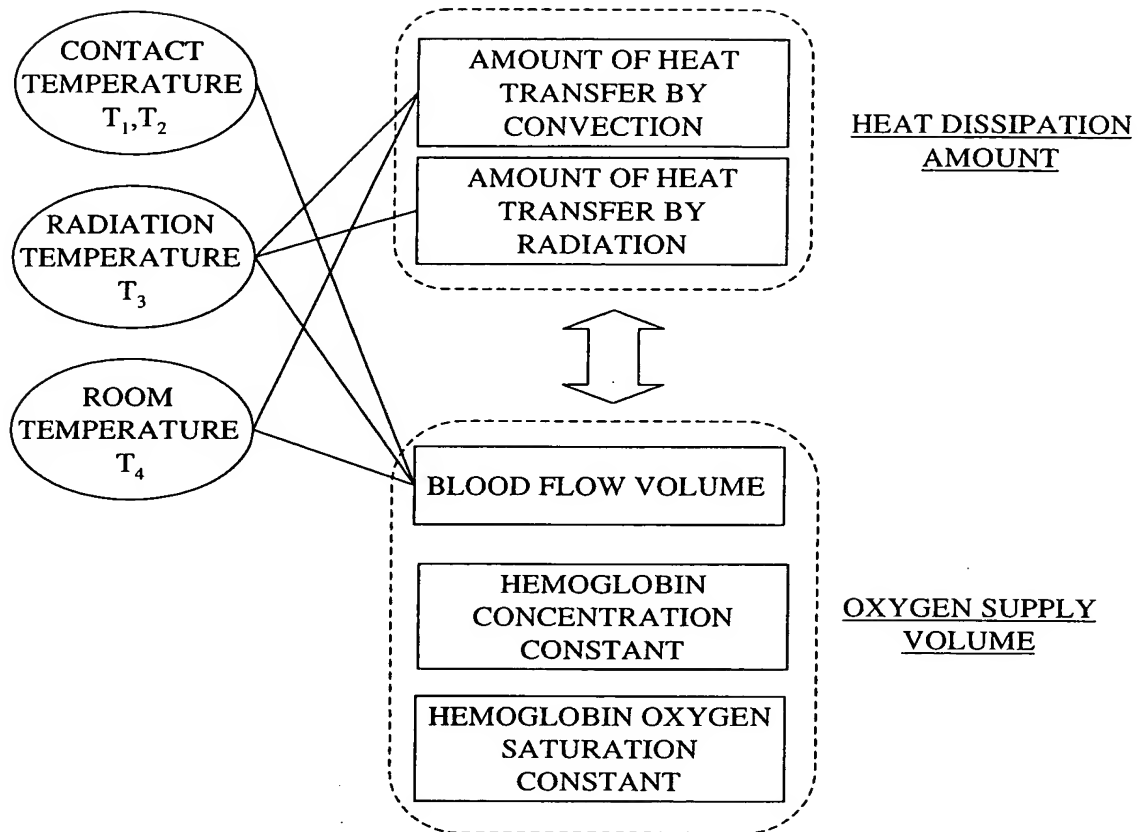 CONTACT
TEMPERATURE
T1,T2
RADIATION
TEMPERATURE
T3
ROOM
TEMPERATURE
T4
AMOUNT OF HEAT
TRANSFER BY
CONVECTION
AMOUNT OF HEAT
TRANSFER BY
RADIATION
HEAT DISSIPATION
AMOUNT
BLOOD FLOW VOLUME
HEMOGLOBIN
CONCENTRATION
CONSTANT
HEMOGLOBIN OXYGEN
SATURATION
CONSTANT
OXYGEN SUPPLY
VOLUME